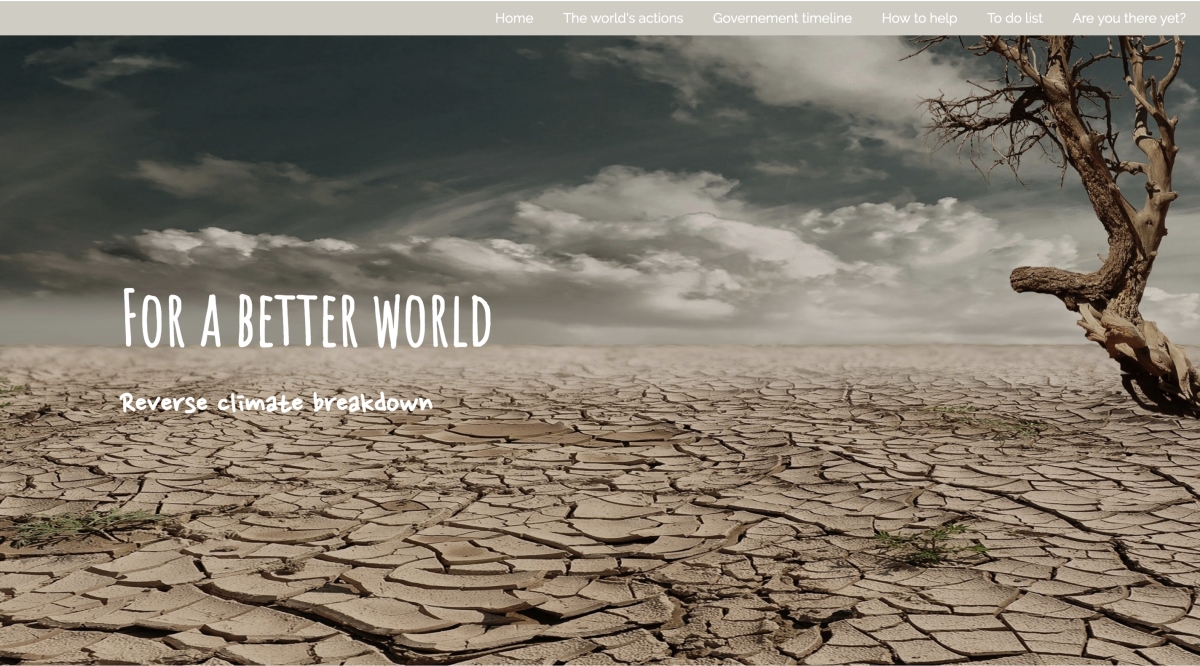 Home The world's actions Governement timeline How to help To do list Are you there yet?
For a better world
Reverse climate breakdown